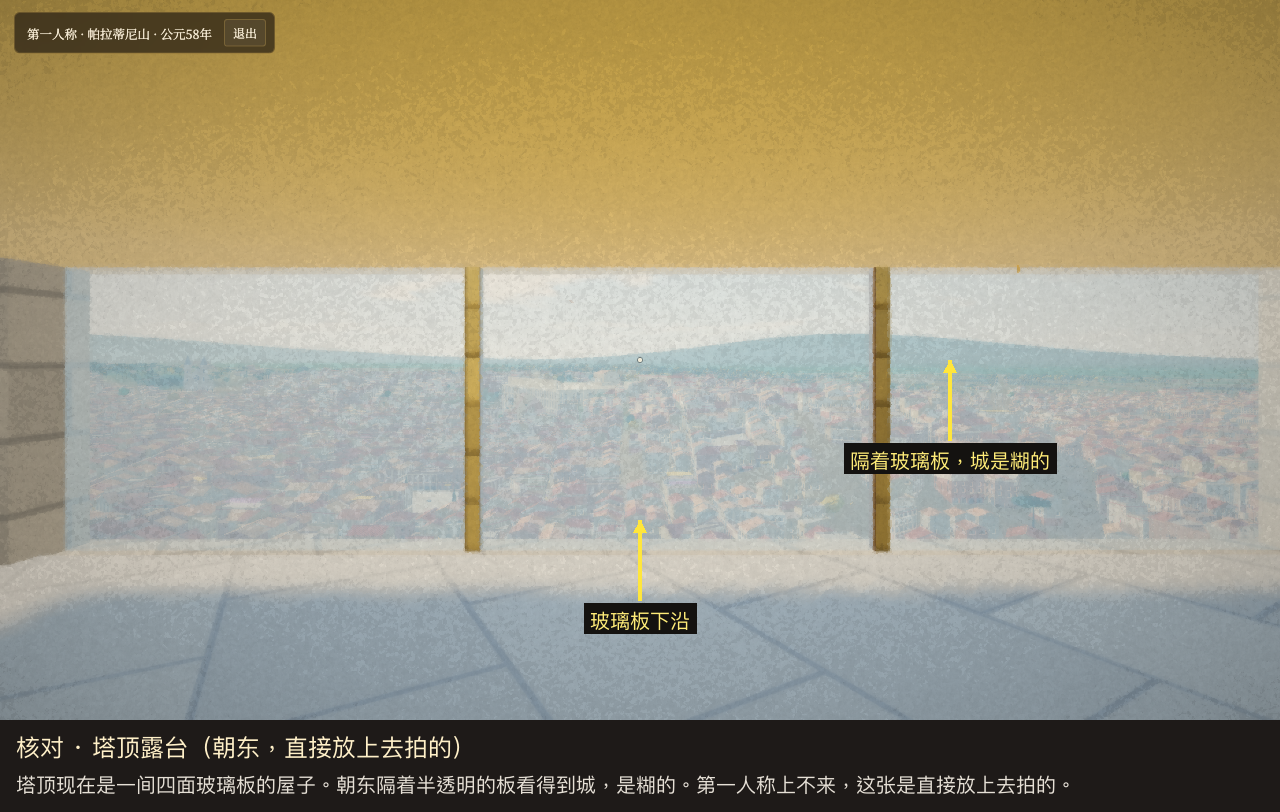 第一人称 · 帕拉蒂尼山 · 公元58年
退出
隔着玻璃板，城是糊的
玻璃板下沿
核对 · 塔顶露台（朝东，直接放上去拍的）
塔顶现在是一间四面玻璃板的屋子。朝东隔着半透明的板看得到城，是糊的。第一人称上不来，这张是直接放上去拍的。